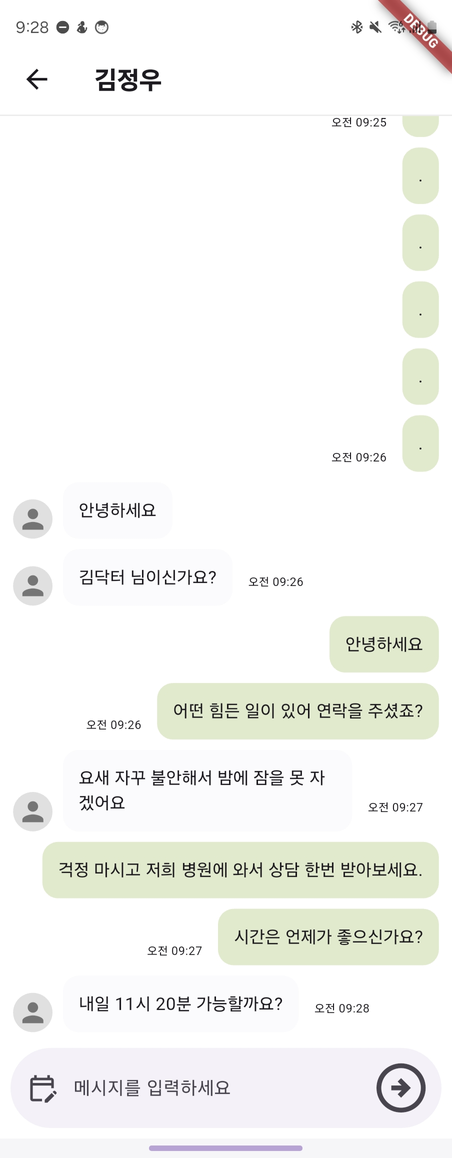 9:28
DEBUG
김정우
오전 09:25
.
.
.
.
.
오전 09:26
안녕하세요
김닥터 님이신가요?
오전 09:26
안녕하세요
어떤 힘든 일이 있어 연락을 주셨죠?
오전 09:26
요새 자꾸 불안해서 밤에 잠을 못 자
겠어요
오전 09:27
걱정 마시고 저희 병원에 와서 상담 한번 받아보세요.
시간은 언제가 좋으신가요?
오전 09:27
내일 11시 20분 가능할까요?
오전 09:28
메시지를 입력하세요